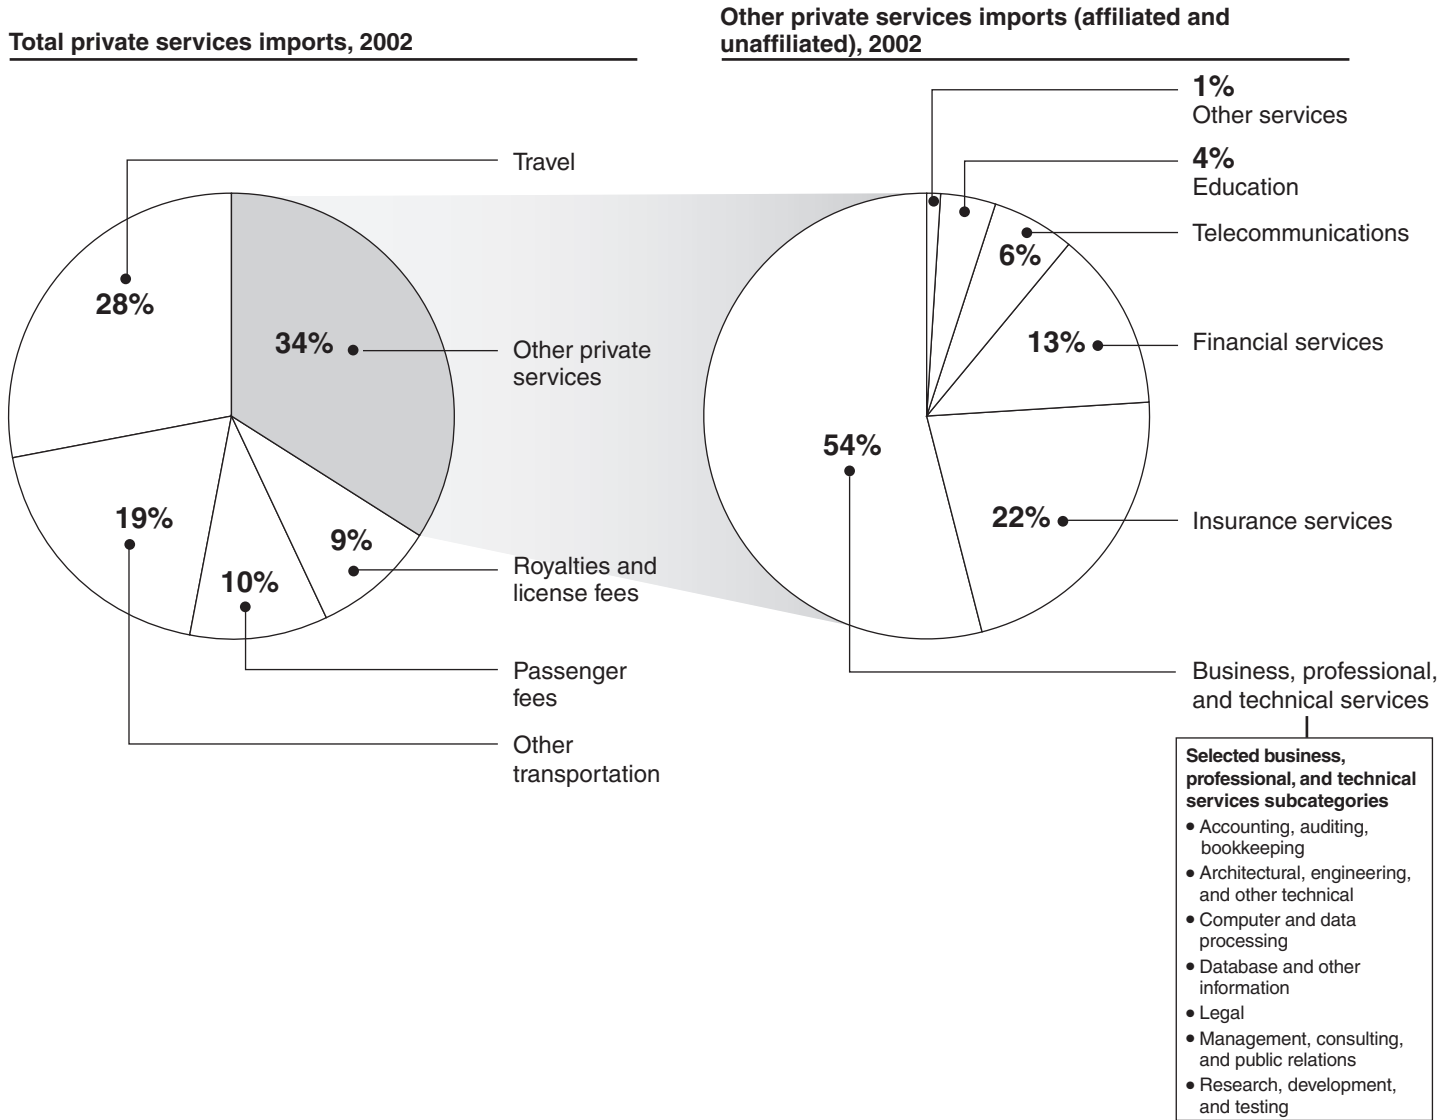 Total private services imports, 2002
Travel
28%
34%
Other private
services
19%
9%
10%
Royalties and
license fees
Passenger
fees
Other
transportation
Other private services imports (affiliated and
unaffiliated), 2002
1%
Other services
4%
Education
Telecommunications
6%
13%
Financial services
54%
22%
Insurance services
Business, professional,
and technical services
Selected business,
professional, and technical
services subcategories
• Accounting, auditing,
bookkeeping
• Architectural, engineering,
and other technical
• Computer and data
processing
• Database and other
information
• Legal
• Management, consulting,
and public relations
• Research, development,
and testing